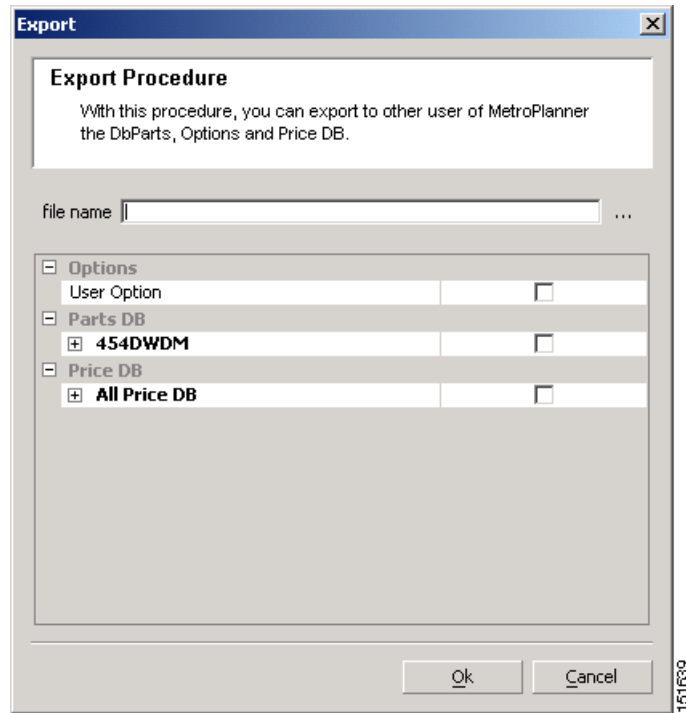 Export
Export Procedure
With this procedure, you can export to other user of MetroPlanner
the DbParts, Options and Price DB.
file name ...
Options
User Option
Parts DB
454DWDM
Price DB
All Price DB
Ok Cancel
151639